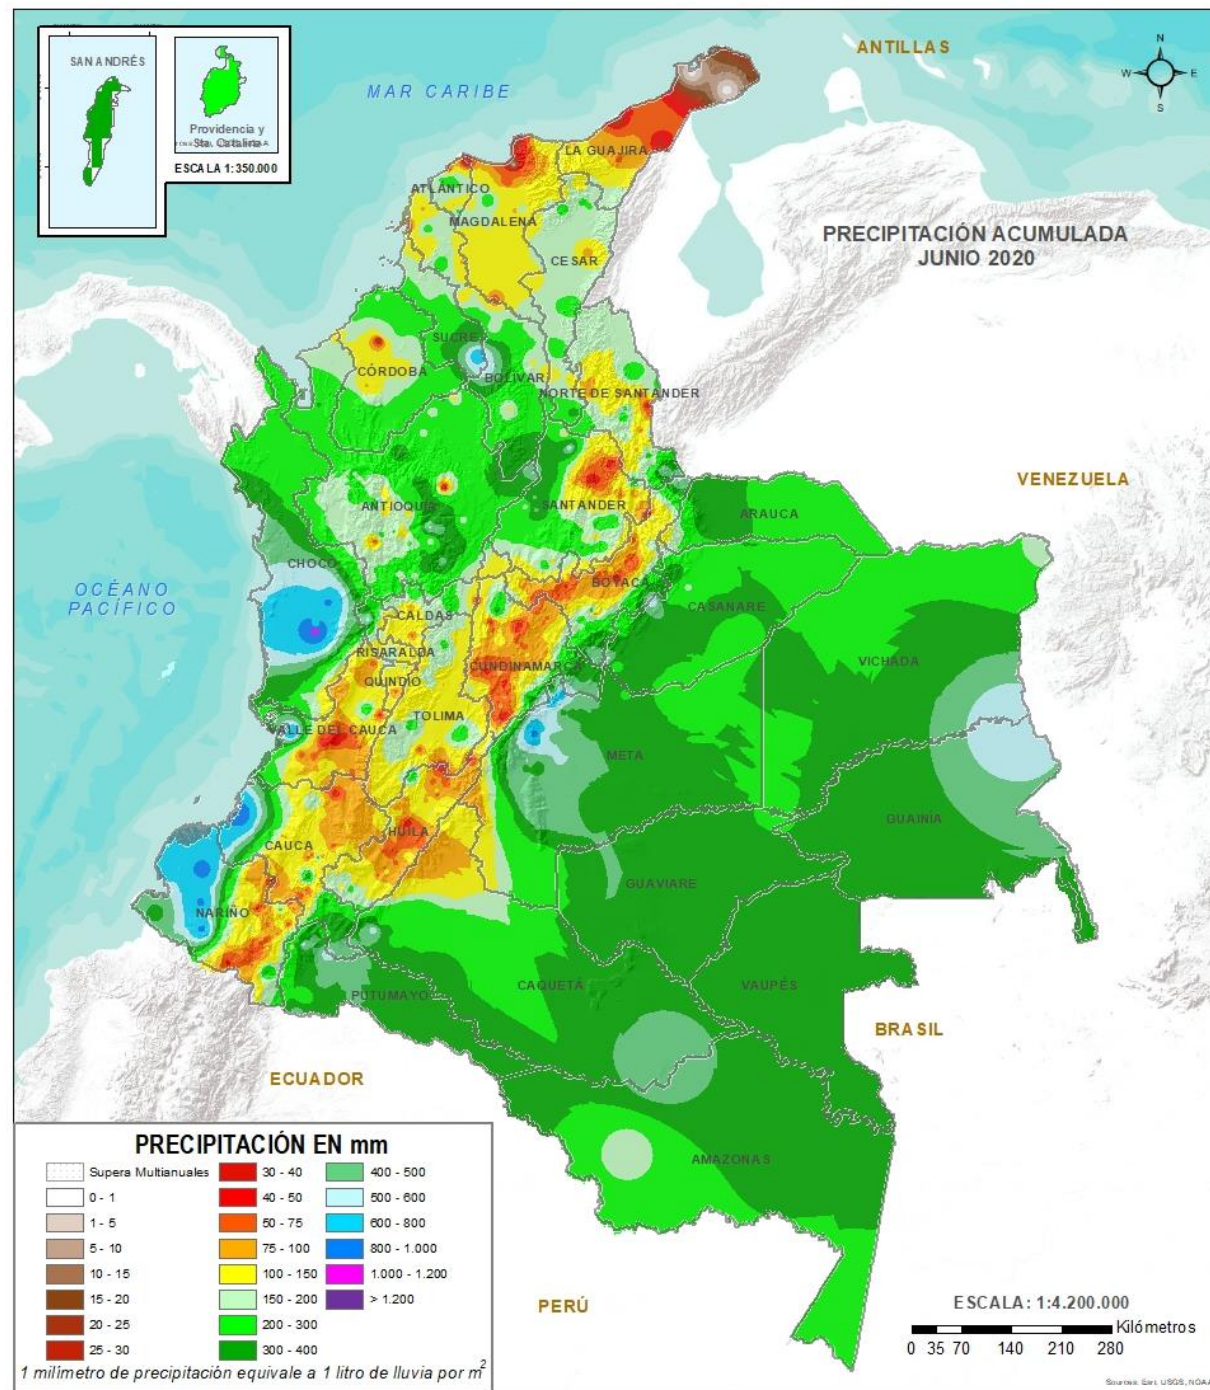 ANTILLAS
N
W
E
S
SAN ANDRÉS
Providencia y
Sta. Catalina
ESCALA 1:350.000
MAR CARIBE
LA GUAJIRA
ATLÁNTICO
MAGDALENA
CESAR
PRECIPITACIÓN ACUMULADA
JUNIO 2020
SUCRE
CÓRDOBA
BOLÍVAR
NORTE DE SANTANDER
VENEZUELA
ANTIOQUIA
SANTANDER
ARAUCA
CHOCÓ
BOYACÁ
OCÉANO
PACÍFICO
CASANARE
CALDAS
RISARALDA
CUNDINAMARCA
VICHADA
QUINDÍO
TOLIMA
VALLE DEL CAUCA
META
GUAINÍA
HUILA
CAUCA
GUAVIARE
NARIÑO
CAQUETÁ
VAUPÉS
PUTUMAYO
BRASIL
ECUADOR
AMAZONAS
PERÚ
PRECIPITACIÓN EN mm
Supera Multianuales
0 - 1
1 - 5
5 - 10
10 - 15
15 - 20
20 - 25
25 - 30
30 - 40
40 - 50
50 - 75
75 - 100
100 - 150
150 - 200
200 - 300
300 - 400
400 - 500
500 - 600
600 - 800
800 - 1.000
1.000 - 1.200
> 1.200
1 milímetro de precipitación equivale a 1 litro de lluvia por m2
ESCALA: 1:4.200.000
Kilómetros
0 35 70 140 210 280
Sources: Esri, USGS, NOAA